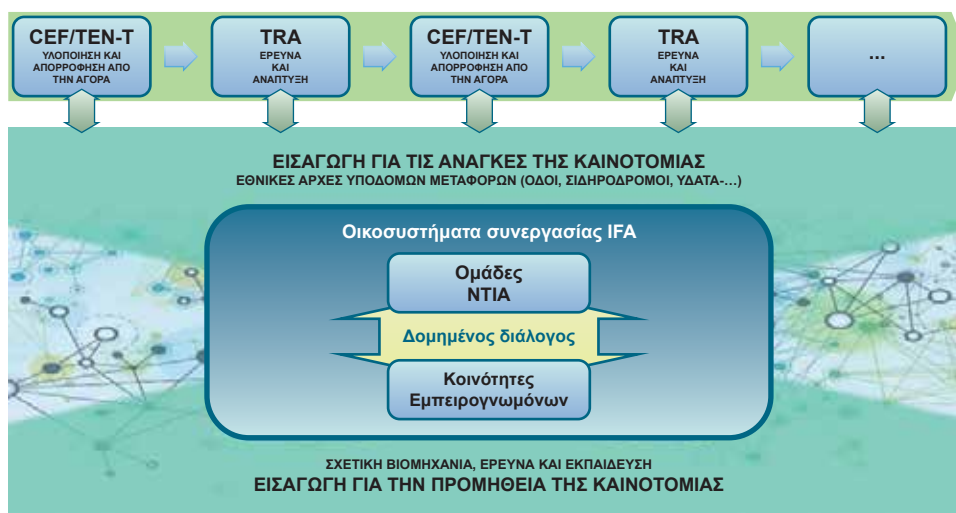 CEF/TEN-T
ΥΛΟΠΟΙΗΣΗ ΚΑΙ
ΑΠΟΡΡΟΦΗΣΗ ΑΠΟ
ΤΗΝ ΑΓΟΡΑ
TRA
ΕΡΕΥΝΑ
ΚΑΙ
ΑΝΑΠΤΥΞΗ
CEF/TEN-T
ΥΛΟΠΟΙΗΣΗ ΚΑΙ
ΑΠΟΡΡΟΦΗΣΗ ΑΠΟ
ΤΗΝ ΑΓΟΡΑ
TRA
ΕΡΕΥΝΑ
ΚΑΙ
ΑΝΑΠΤΥΞΗ
...
ΕΙΣΑΓΩΓΗ ΓΙΑ ΤΙΣ ΑΝΑΓΚΕΣ ΤΗΣ ΚΑΙΝΟΤΟΜΙΑΣ
ΕΘΝΙΚΕΣ ΑΡΧΕΣ ΥΠΟΔΟΜΩΝ ΜΕΤΑΦΟΡΩΝ (ΟΔΟΙ, ΣΙΔΗΡΟΔΡΟΜΟΙ, ΥΔΑΤΑ-…)
Οικοσυστήματα συνεργασίας IFA
Ομάδες
NTIA
Δομημένος διάλογος
Κοινότητες
Εμπειρογνωμόνων
ΣΧΕΤΙΚΗ ΒΙΟΜΗΧΑΝΙΑ, ΕΡΕΥΝΑ ΚΑΙ ΕΚΠΑΙΔΕΥΣΗ
ΕΙΣΑΓΩΓΗ ΓΙΑ ΤΗΝ ΠΡΟΜΗΘΕΙΑ ΤΗΣ ΚΑΙΝΟΤΟΜΙΑΣ